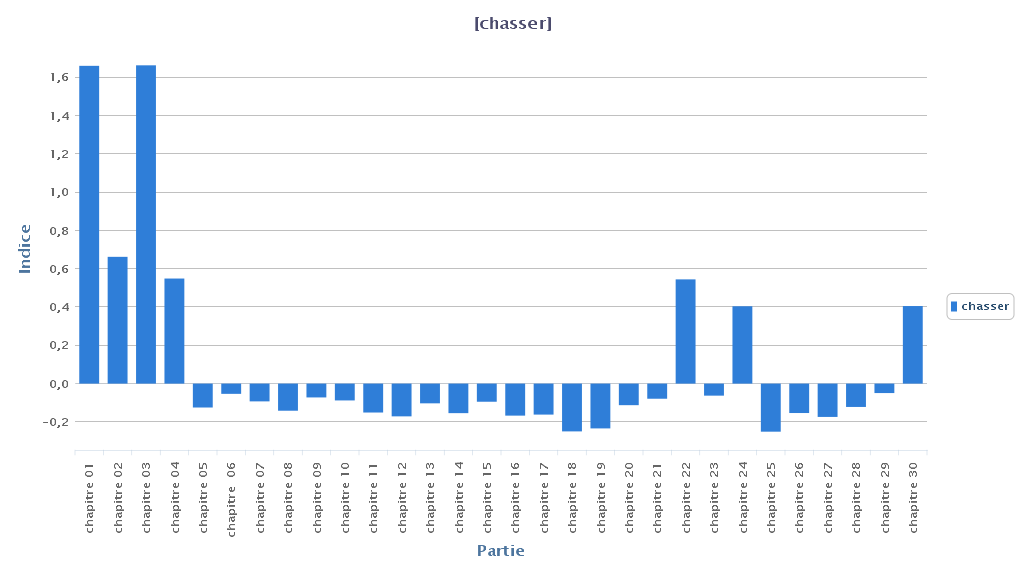 [chasser]
1,6
1,4
1,2
1,0
0,8
0,6
0,4
0,2
0,0
-0,2
Indice
chapitre 01
chapitre 02
chapitre 03
chapitre 04
chapitre 05
chapitre 06
chapitre 07
chapitre 08
chapitre 09
chapitre 10
chapitre 11
chapitre 12
chapitre 13
chapitre 14
chapitre 15
chapitre 16
chapitre 17
chapitre 18
chapitre 19
chapitre 20
chapitre 21
chapitre 22
chapitre 23
chapitre 24
chapitre 25
chapitre 26
chapitre 27
chapitre 28
chapitre 29
chapitre 30
Partie
chasser